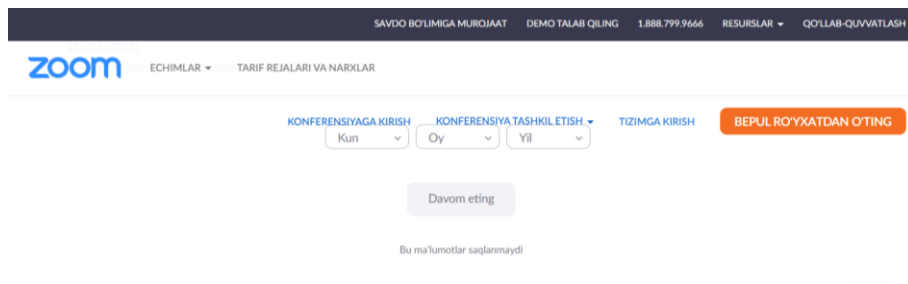 SAVDO BO'LIMIGA MUROJAAT DEMO TALAB QILING 1.888.799.9666 RESURSLAR QO'LLAB-QUVVATLASH
zoom ECHIMLAR TARIF REJALARI VA NARXLAR
KONFERENSIYAGA KIRISH KONFERENSIYA TASHKIL ETISH TIZIMGA KIRISH BEPUL RO'YXATDAN O'TING
Kun Oy Yil
Davom eting
Bu ma'lumotlar saqlanmaydi